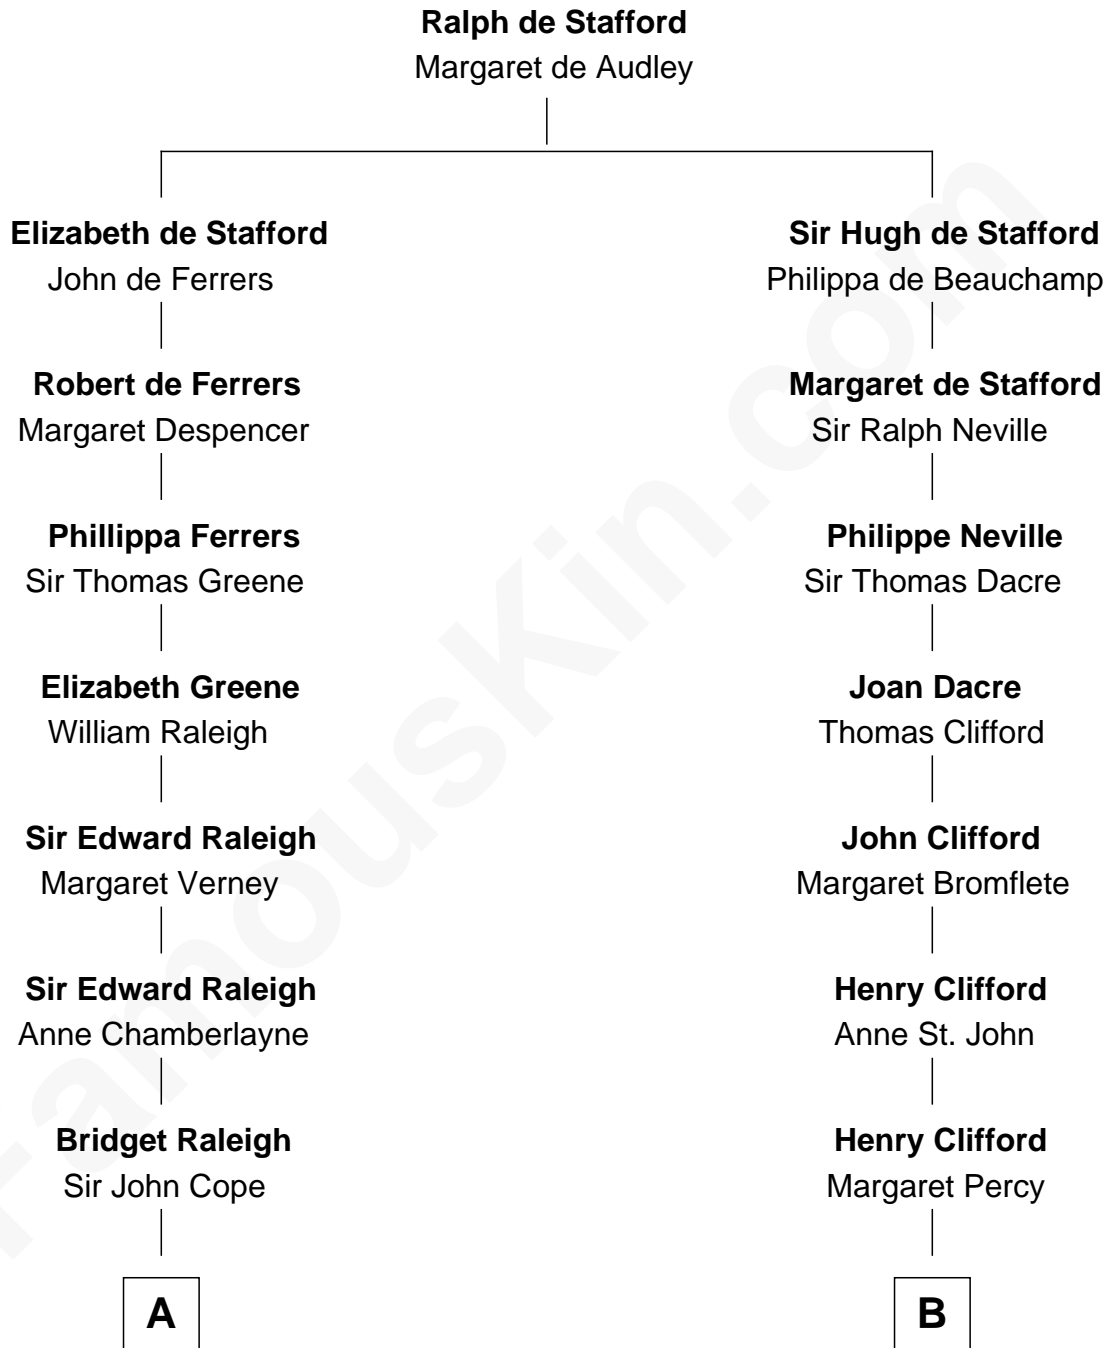 Ralph de Stafford
Margaret de Audley
Elizabeth de Stafford
John de Ferrers
Sir Hugh de Stafford
Philippa de Beauchamp
Robert de Ferrers
Margaret Despencer
Margaret de Stafford
Sir Ralph Neville
Phillippa Ferrers
Sir Thomas Greene
Philippe Neville
Sir Thomas Dacre
Elizabeth Greene
William Raleigh
Joan Dacre
Thomas Clifford
Sir Edward Raleigh
Margaret Verney
John Clifford
Margaret Bromflete
Sir Edward Raleigh
Anne Chamberlayne
Henry Clifford
Anne St. John
Bridget Raleigh
Sir John Cope
Henry Clifford
Margaret Percy
A
B
FamousKin.com